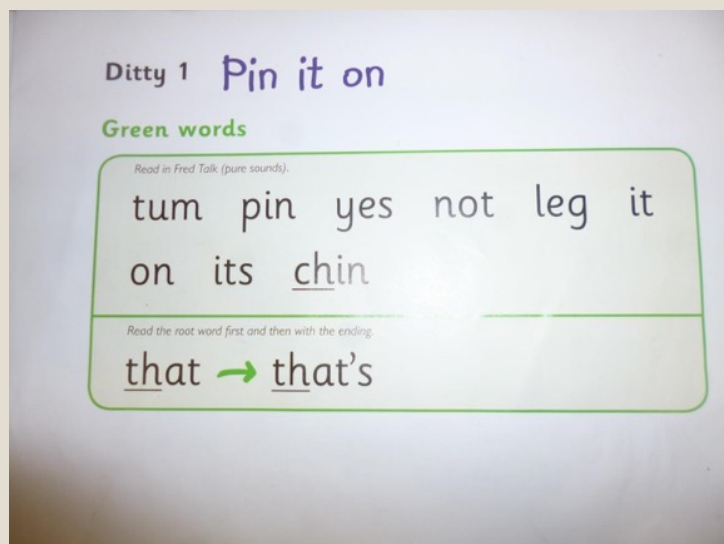 Ditty 1 Pin it on
Green words
Read in Fred Talk (pure sounds).
tum pin yes not leg it
on its chin
Read the root word first and then with the ending.
that → that's